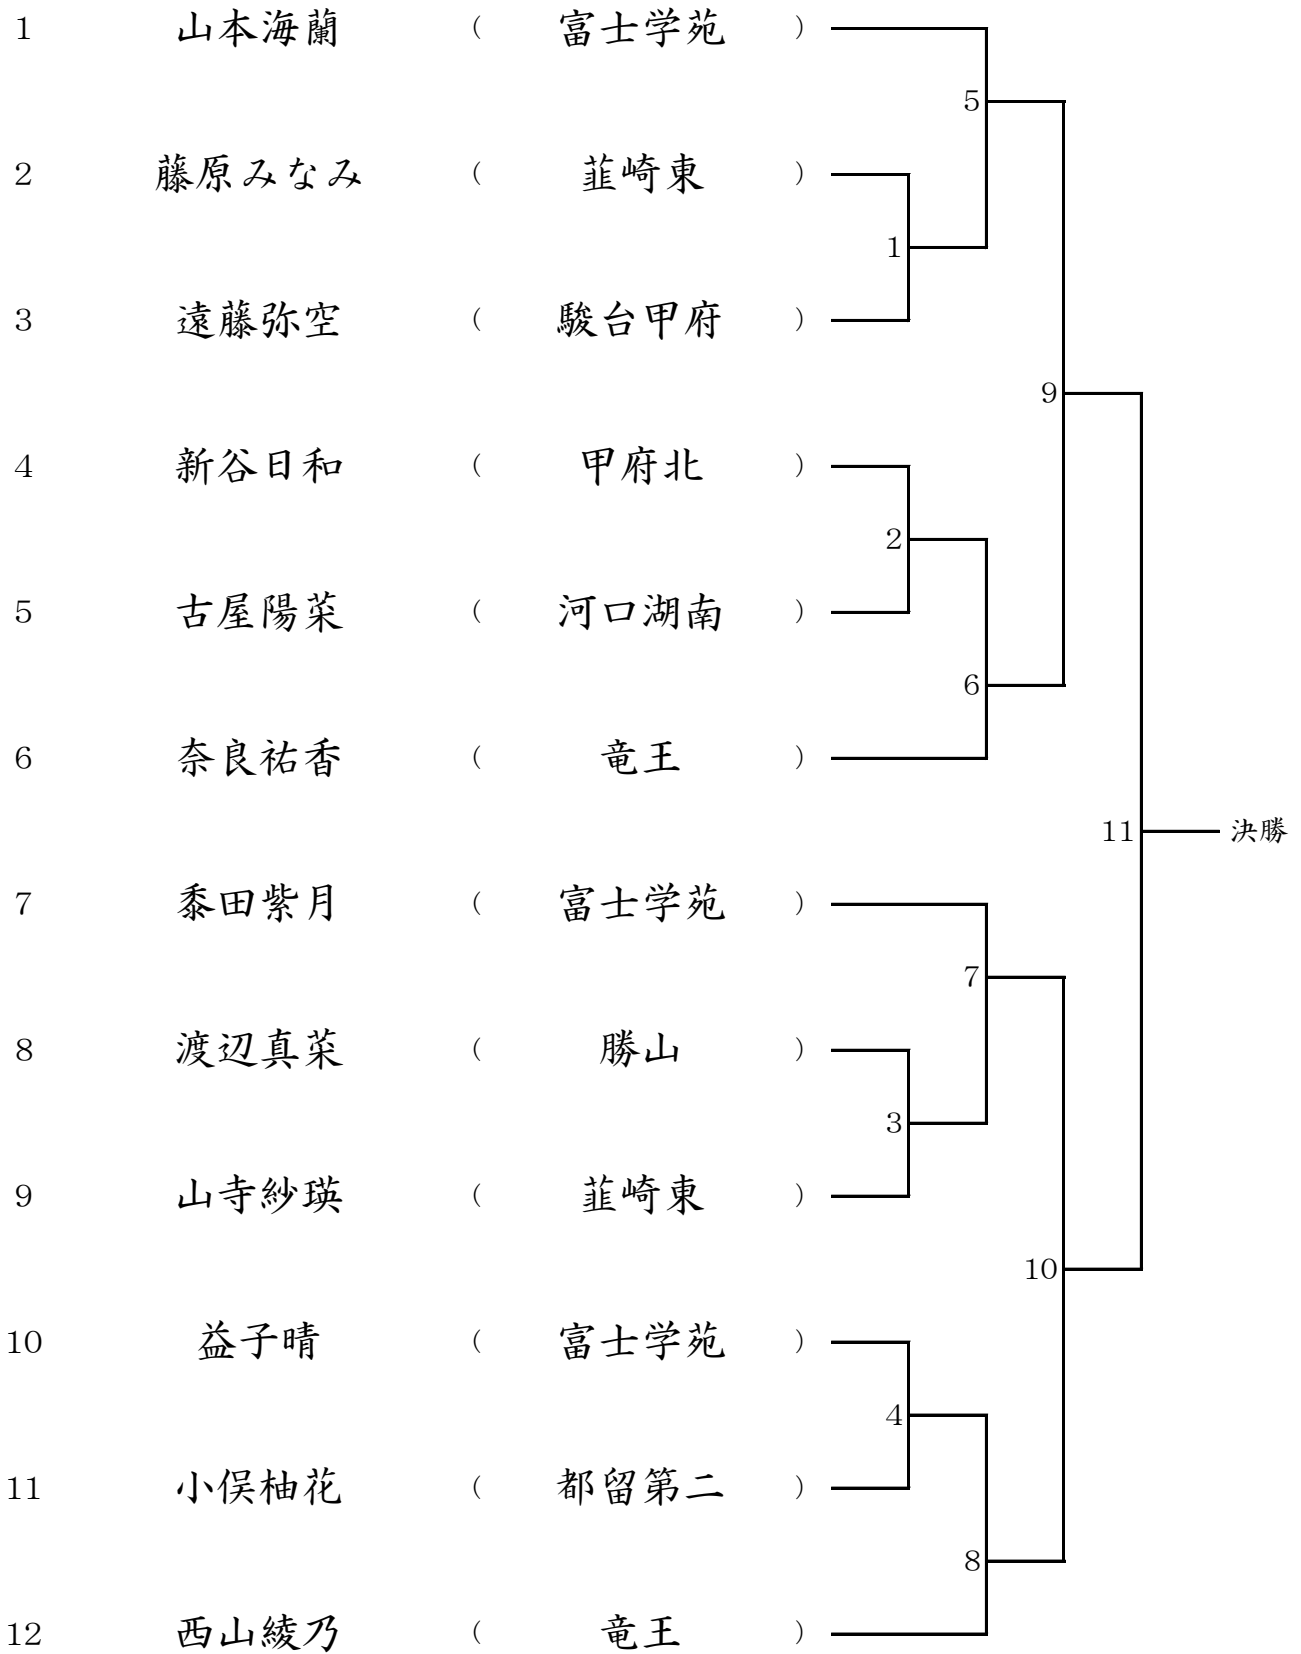 1 山本海蘭 ( 富士学苑 )
5
2 藤原みなみ ( 韮崎東 )
1
3 遠藤弥空 ( 駿台甲府 )
9
4 新谷日和 ( 甲府北 )
2
5 古屋陽菜 ( 河口湖南 )
6
6 奈良祐香 ( 竜王 )
11 決勝
7 黍田紫月 ( 富士学苑 )
7
8 渡辺真菜 ( 勝山 )
3
9 山寺紗瑛 ( 韮崎東 )
10
10 益子晴 ( 富士学苑 )
4
11 小俣柚花 ( 都留第二 )
8
12 西山綾乃 ( 竜王 )